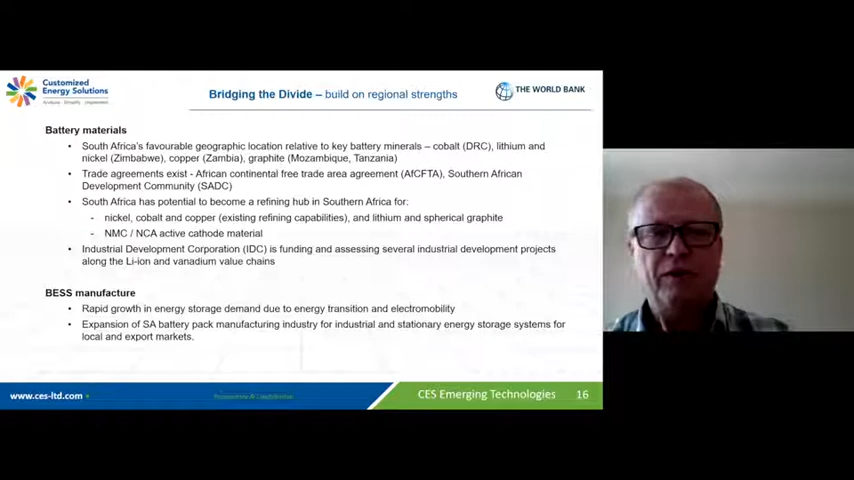 Customized
Energy Solutions
Analyze · Simplify · Implement
Bridging the Divide – build on regional strengths
THE WORLD BANK
Battery materials
• South Africa's favourable geographic location relative to key battery minerals – cobalt (DRC), lithium and
nickel (Zimbabwe), copper (Zambia), graphite (Mozambique, Tanzania)
• Trade agreements exist - African continental free trade area agreement (AfCFTA), Southern African
Development Community (SADC)
• South Africa has potential to become a refining hub in Southern Africa for:
- nickel, cobalt and copper (existing refining capabilities), and lithium and spherical graphite
- NMC / NCA active cathode material
• Industrial Development Corporation (IDC) is funding and assessing several industrial development projects
along the Li-ion and vanadium value chains
BESS manufacture
• Rapid growth in energy storage demand due to energy transition and electromobility
• Expansion of SA battery pack manufacturing industry for industrial and stationary energy storage systems for
local and export markets.
www.ces-ltd.com
CES Emerging Technologies 16